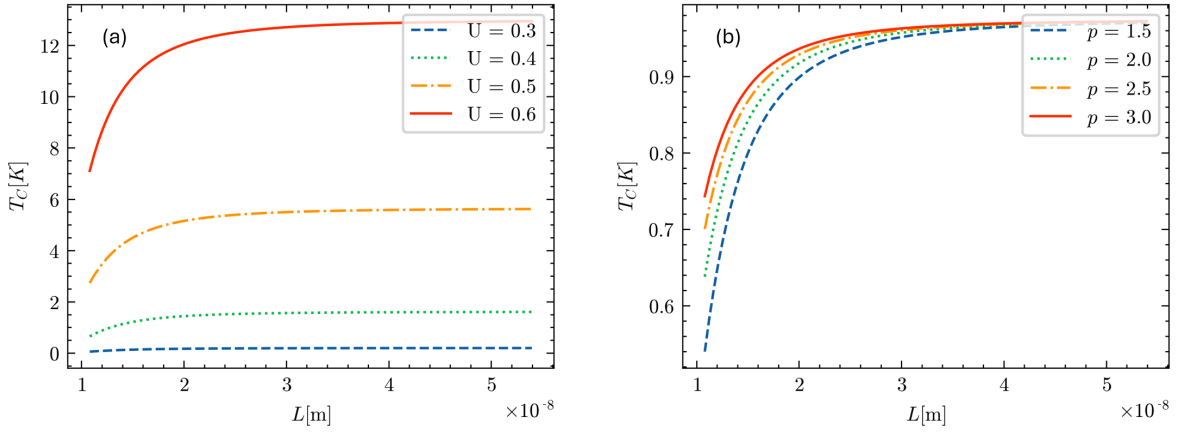 (a)
U = 0.3
U = 0.4
U = 0.5
U = 0.6
T_C[K]
12
10
8
6
4
2
0
1 2 3 4 5
L[m]
×10⁻⁸
(b)
p = 1.5
p = 2.0
p = 2.5
p = 3.0
T_C[K]
0.9
0.8
0.7
0.6
1 2 3 4 5
L[m]
×10⁻⁸